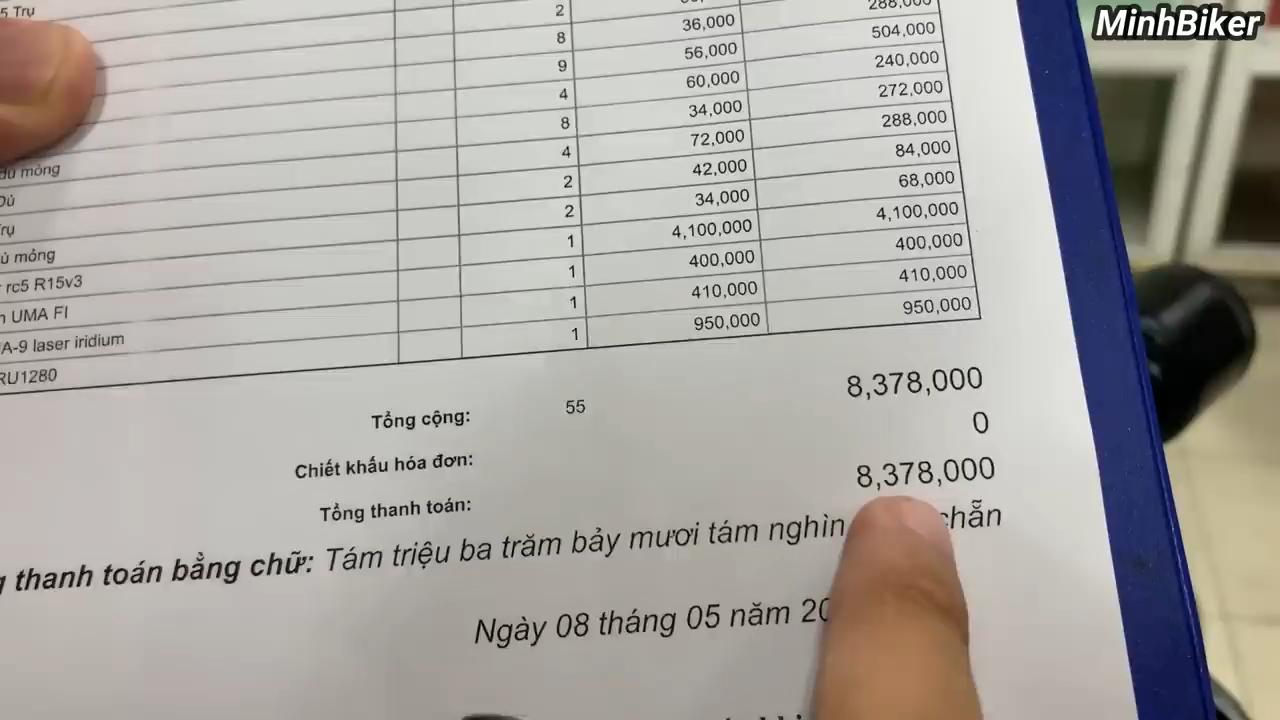 MinhBiker
5 Trụ
2
8 36,000 288,000
9 56,000 504,000
4 60,000 240,000
8 34,000 272,000
4 72,000 288,000
mỏng 2 42,000 84,000
Đủ 2 34,000 68,000
1 4,100,000 4,100,000
ủ mỏng 1 400,000 400,000
rc5 R15v3 1 410,000 410,000
UMA FI 1 950,000 950,000
A-9 laser iridium
RU1280
Tổng cộng: 55 8,378,000
Chiết khấu hóa đơn: 0
Tổng thanh toán: 8,378,000
thanh toán bằng chữ: Tám triệu ba trăm bảy mươi tám nghìn chẵn
Ngày 08 tháng 05 năm 20